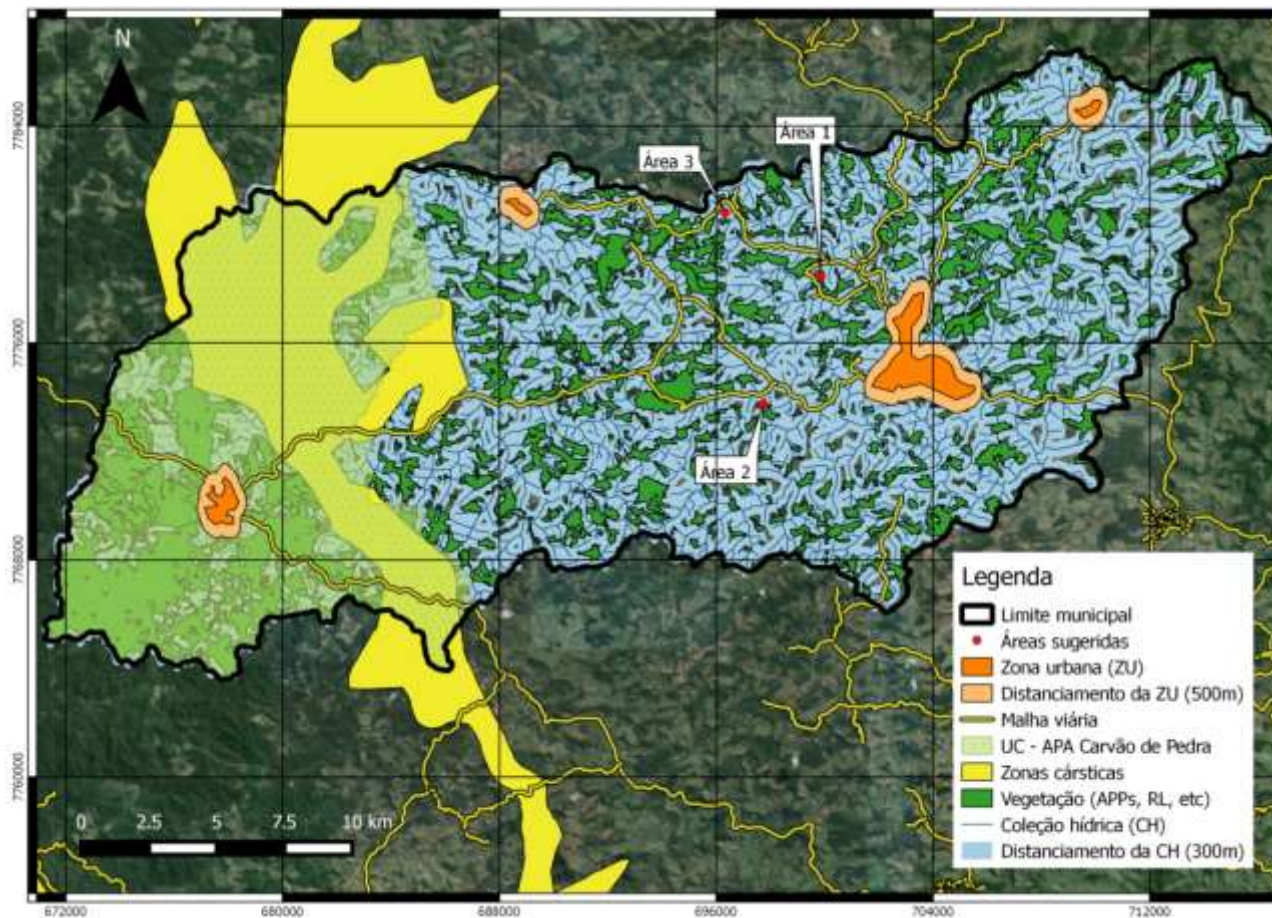 N
7784000
7776000
7768000
7760000
Área 1
Área 3
Área 2
Legenda
Limite municipal
Áreas sugeridas
Zona urbana (ZU)
Distanciamento da ZU (500m)
Malha viária
UC - APA Carvão de Pedra
Zonas cársticas
Vegetação (APPs, RL, etc)
Coleção hídrica (CH)
Distanciamento da CH (300m)
0 2.5 5 7.5 10 km
672000 680000 688000 696000 704000 712000